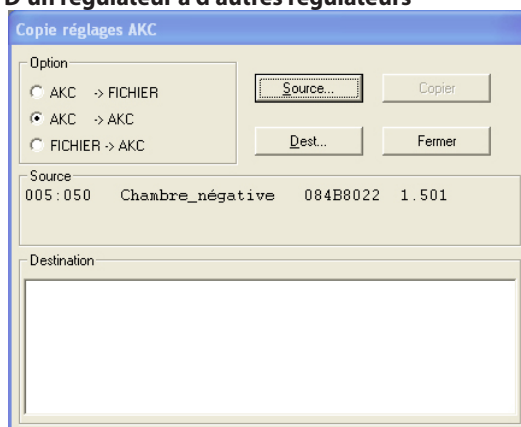 D'un régulateur à d'autres régulateurs
Copie réglages AKC
Option
AKC -> FICHIER
AKC -> AKC
FICHIER -> AKC
Source...
Copier
Dest...
Fermer
Source
005:050 Chambre_négative 084B8022 1.501
Destination